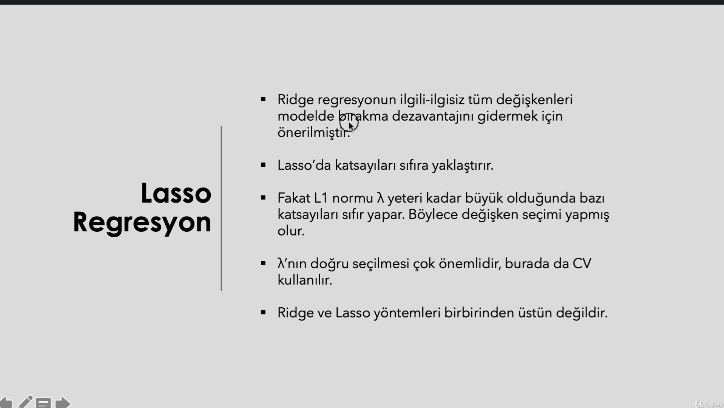 Lasso
Regresyon
▪ Ridge regresyonun ilgili-ilgisiz tüm değişkenleri
modelde bırakma dezavantajını gidermek için
önerilmiştir.
▪ Lasso’da katsayıları sıfıra yaklaştırır.
▪ Fakat L1 normu λ yeteri kadar büyük olduğunda bazı
katsayıları sıfır yapar. Böylece değişken seçimi yapmış
olur.
▪ λ’nın doğru seçilmesi çok önemlidir, burada da CV
kullanılır.
▪ Ridge ve Lasso yöntemleri birbirinden üstün değildir.